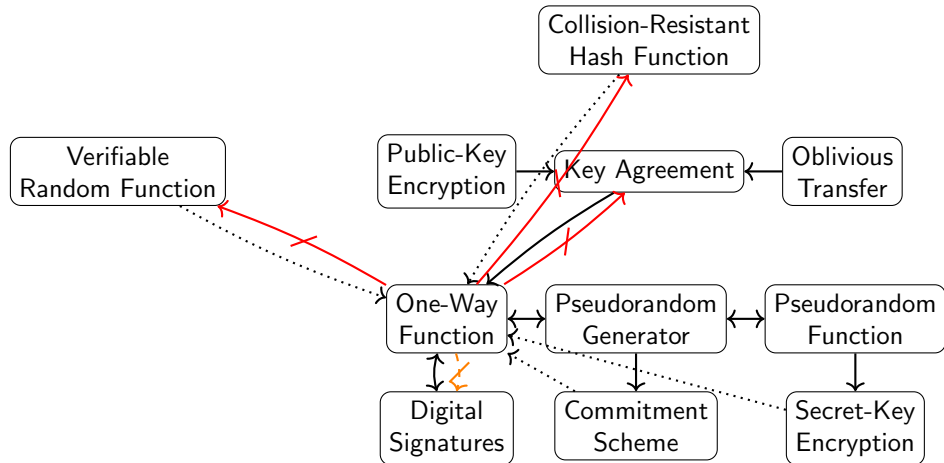 Collision-Resistant
Hash Function
Verifiable
Random Function
Public-Key
Encryption
Key Agreement
Oblivious
Transfer
One-Way
Function
Pseudorandom
Generator
Pseudorandom
Function
Digital
Signatures
Commitment
Scheme
Secret-Key
Encryption